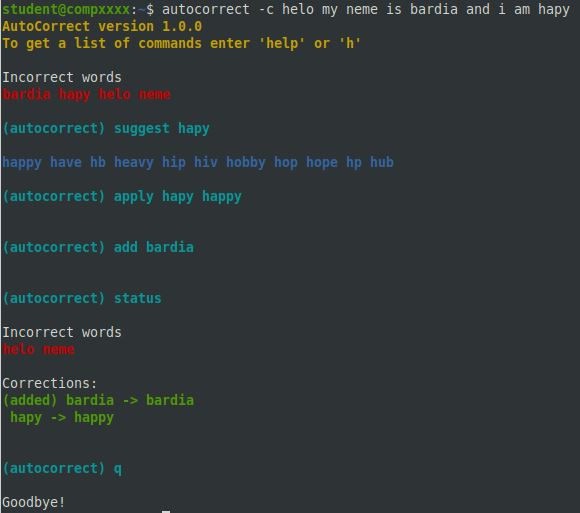 student@compxxxx:~$ autocorrect -c helo my neme is bardia and i am hapy
AutoCorrect version 1.0.0
To get a list of commands enter 'help' or 'h'
Incorrect words
bardia hapy helo neme
(autocorrect) suggest hapy
happy have hb heavy hip hiv hobby hop hope hp hub
(autocorrect) apply hapy happy
(autocorrect) add bardia
(autocorrect) status
Incorrect words
helo neme
Corrections:
(added) bardia -> bardia
hapy -> happy
(autocorrect) q
Goodbye!